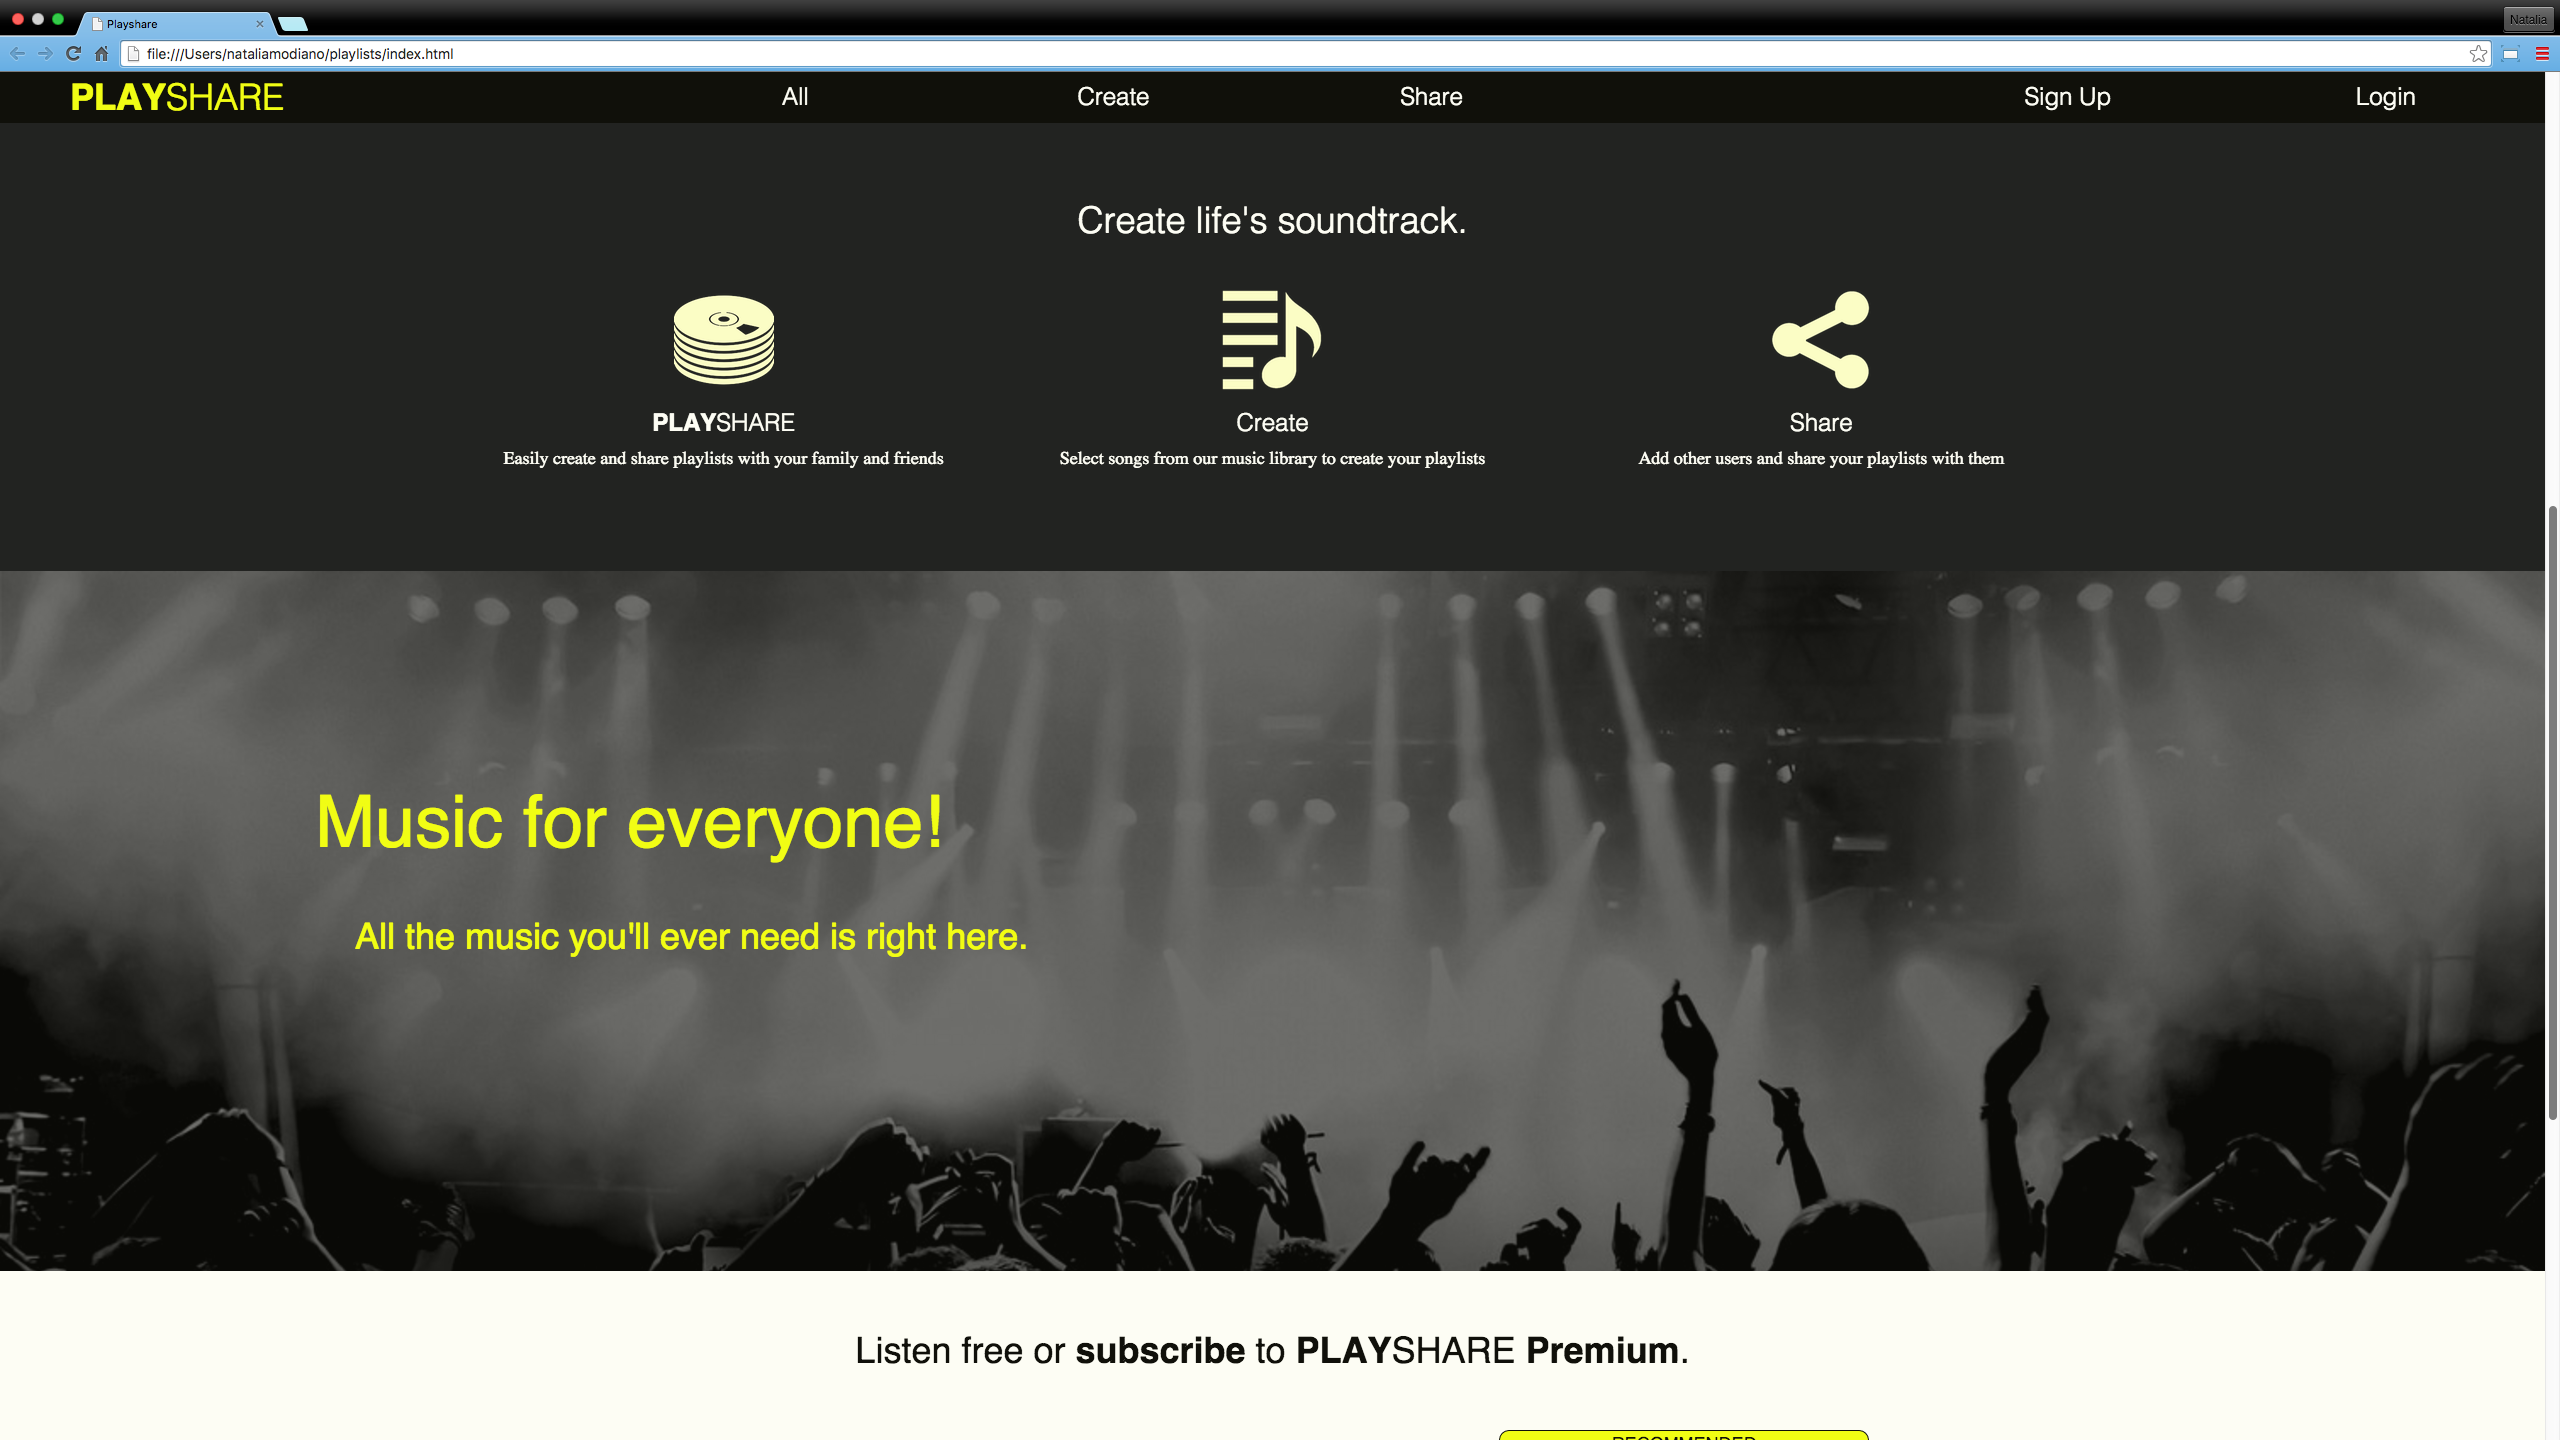 Playshare
Natalia
file:///Users/nataliamodiano/playlists/index.html
PLAYSHARE
All
Create
Share
Sign Up
Login
Create life's soundtrack.
PLAYSHARE
Easily create and share playlists with your family and friends
Create
Select songs from our music library to create your playlists
Share
Add other users and share your playlists with them
Music for everyone!
All the music you'll ever need is right here.
Listen free or subscribe to PLAYSHARE Premium.
RECOMMENDED